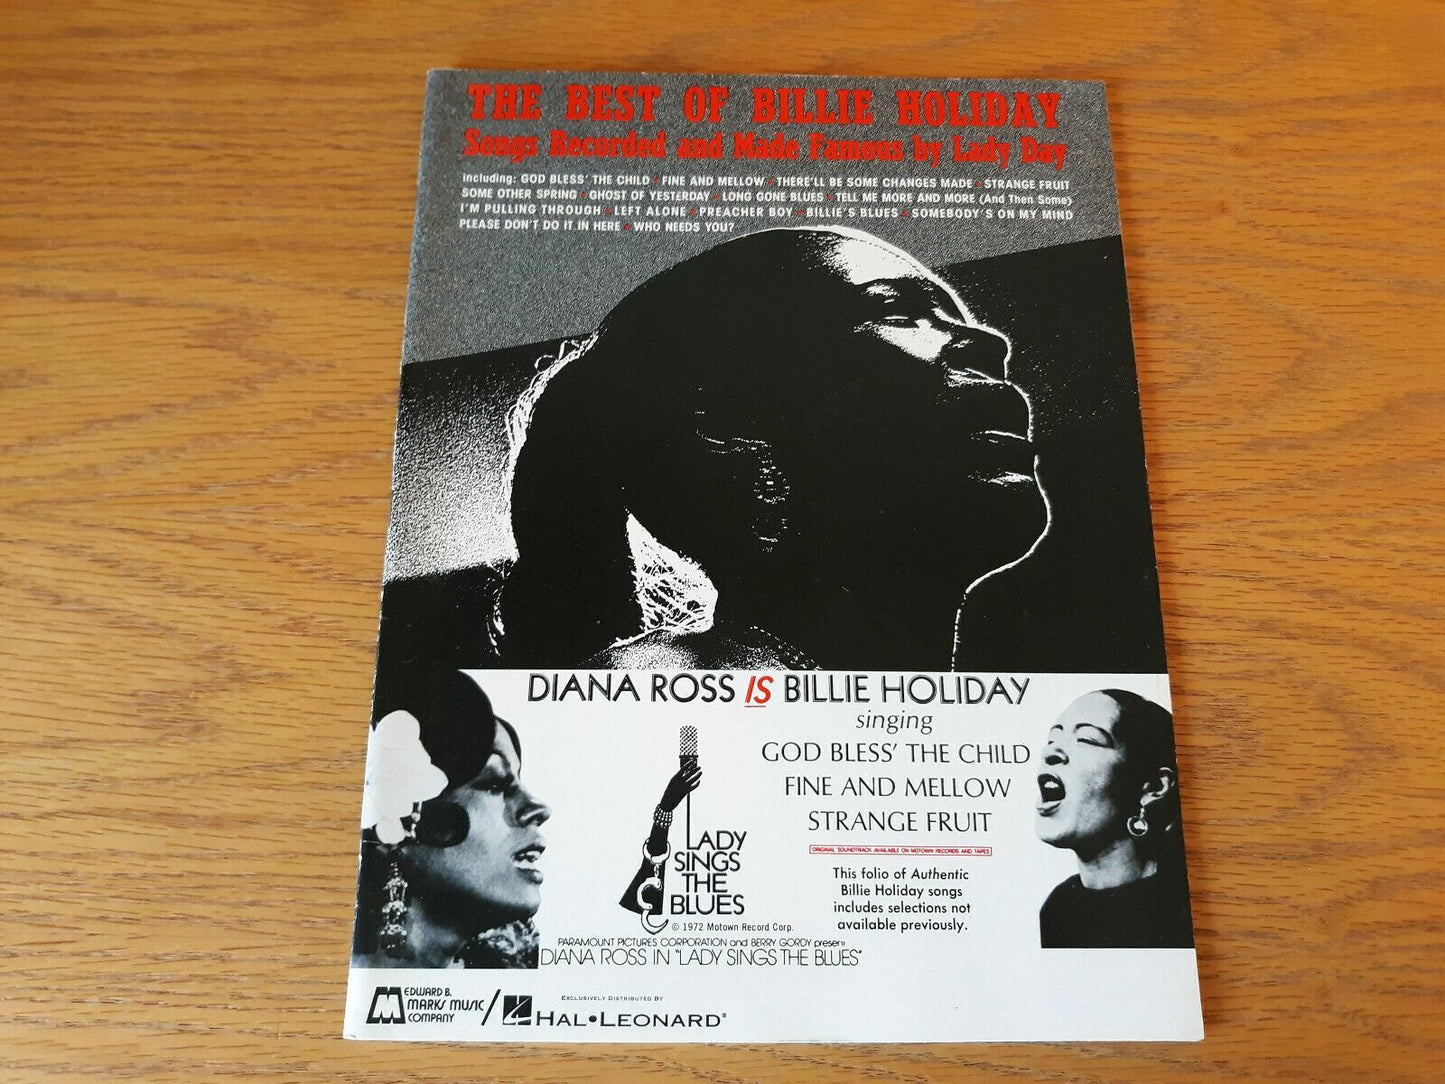 THE BEST OF BILLIE HOLIDAY
Songs Recorded and Made Famous by Lady Day
including: GOD BLESS' THE CHILD • FINE AND MELLOW • THERE'LL BE SOME CHANGES MADE • STRANGE FRUIT
SOME OTHER SPRING • GHOST OF YESTERDAY • LONG GONE BLUES • TELL ME MORE AND MORE (And Then Some)
I'M PULLING THROUGH • LEFT ALONE • PREACHER BOY • BILLIE'S BLUES • SOMEBODY'S ON MY MIND
PLEASE DON'T DO IT IN HERE • WHO NEEDS YOU?
DIANA ROSS IS BILLIE HOLIDAY
singing
GOD BLESS' THE CHILD
FINE AND MELLOW
STRANGE FRUIT
ORIGINAL SOUNDTRACK AVAILABLE ON MOTOWN RECORDS AND TAPES
This folio of Authentic
Billie Holiday songs
includes selections not
available previously.
LADY
SINGS
THE
BLUES
© 1972 Motown Record Corp.
PARAMOUNT PICTURES CORPORATION and BERRY GORDY present
DIANA ROSS IN "LADY SINGS THE BLUES"
EDWARD B.
MARKS MUSIC
COMPANY
EXCLUSIVELY DISTRIBUTED BY
HAL•LEONARD®